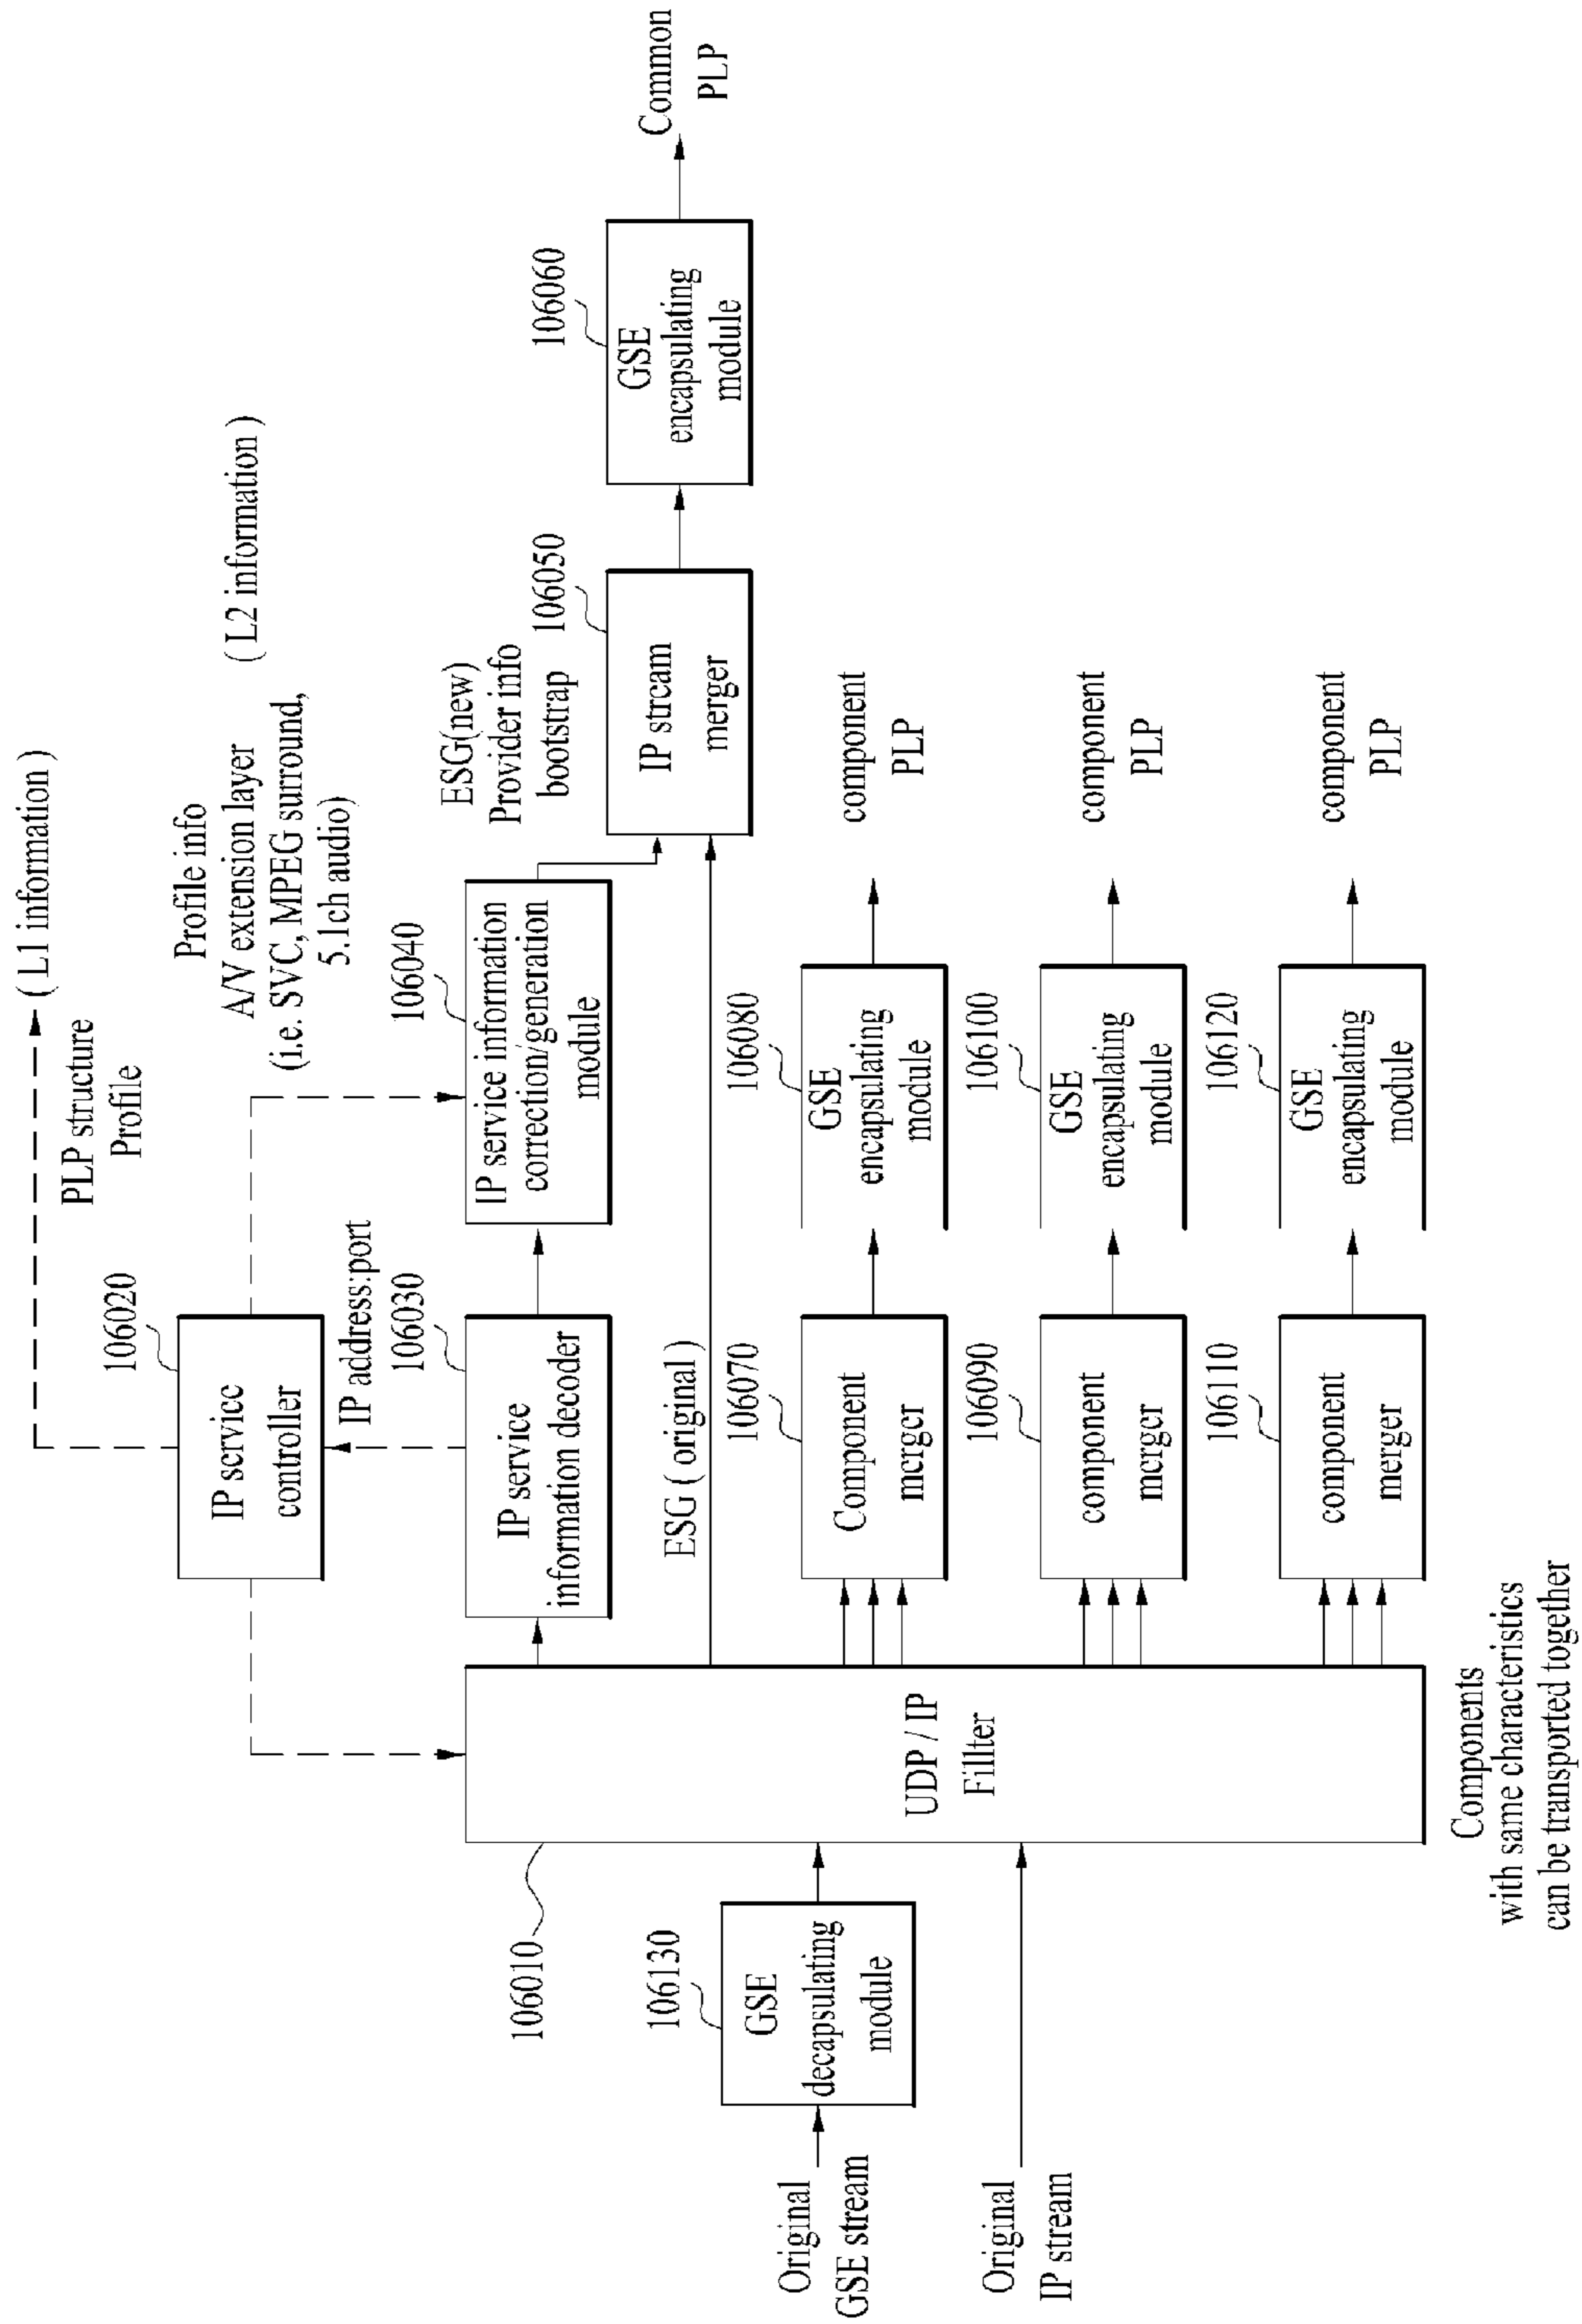 ( L1 information )
PLP structure
Profile
Profile info
A/V extension layer
( L2 information )
(i.e. SVC, MPEG surround,
5.1ch audio)
106020
IP service
controller
IP address:port
106030
IP service
information decoder
106040
IP service information
correction/generation
module
ESG(new)
Provider info
bootstrap
106050
IP stream
merger
106060
GSE
encapsulating
module
Common
PLP
ESG ( original )
106010
UDP / IP
Fillter
106130
GSE
decapsulating
module
Original
GSE stream
Original
IP stream
106070
Component
merger
106080
GSE
encapsulating
module
component
PLP
106090
component
merger
106100
GSE
encapsulating
module
component
PLP
106110
component
merger
106120
GSE
encapsulating
module
component
PLP
Components
with same characteristics
can be transported together